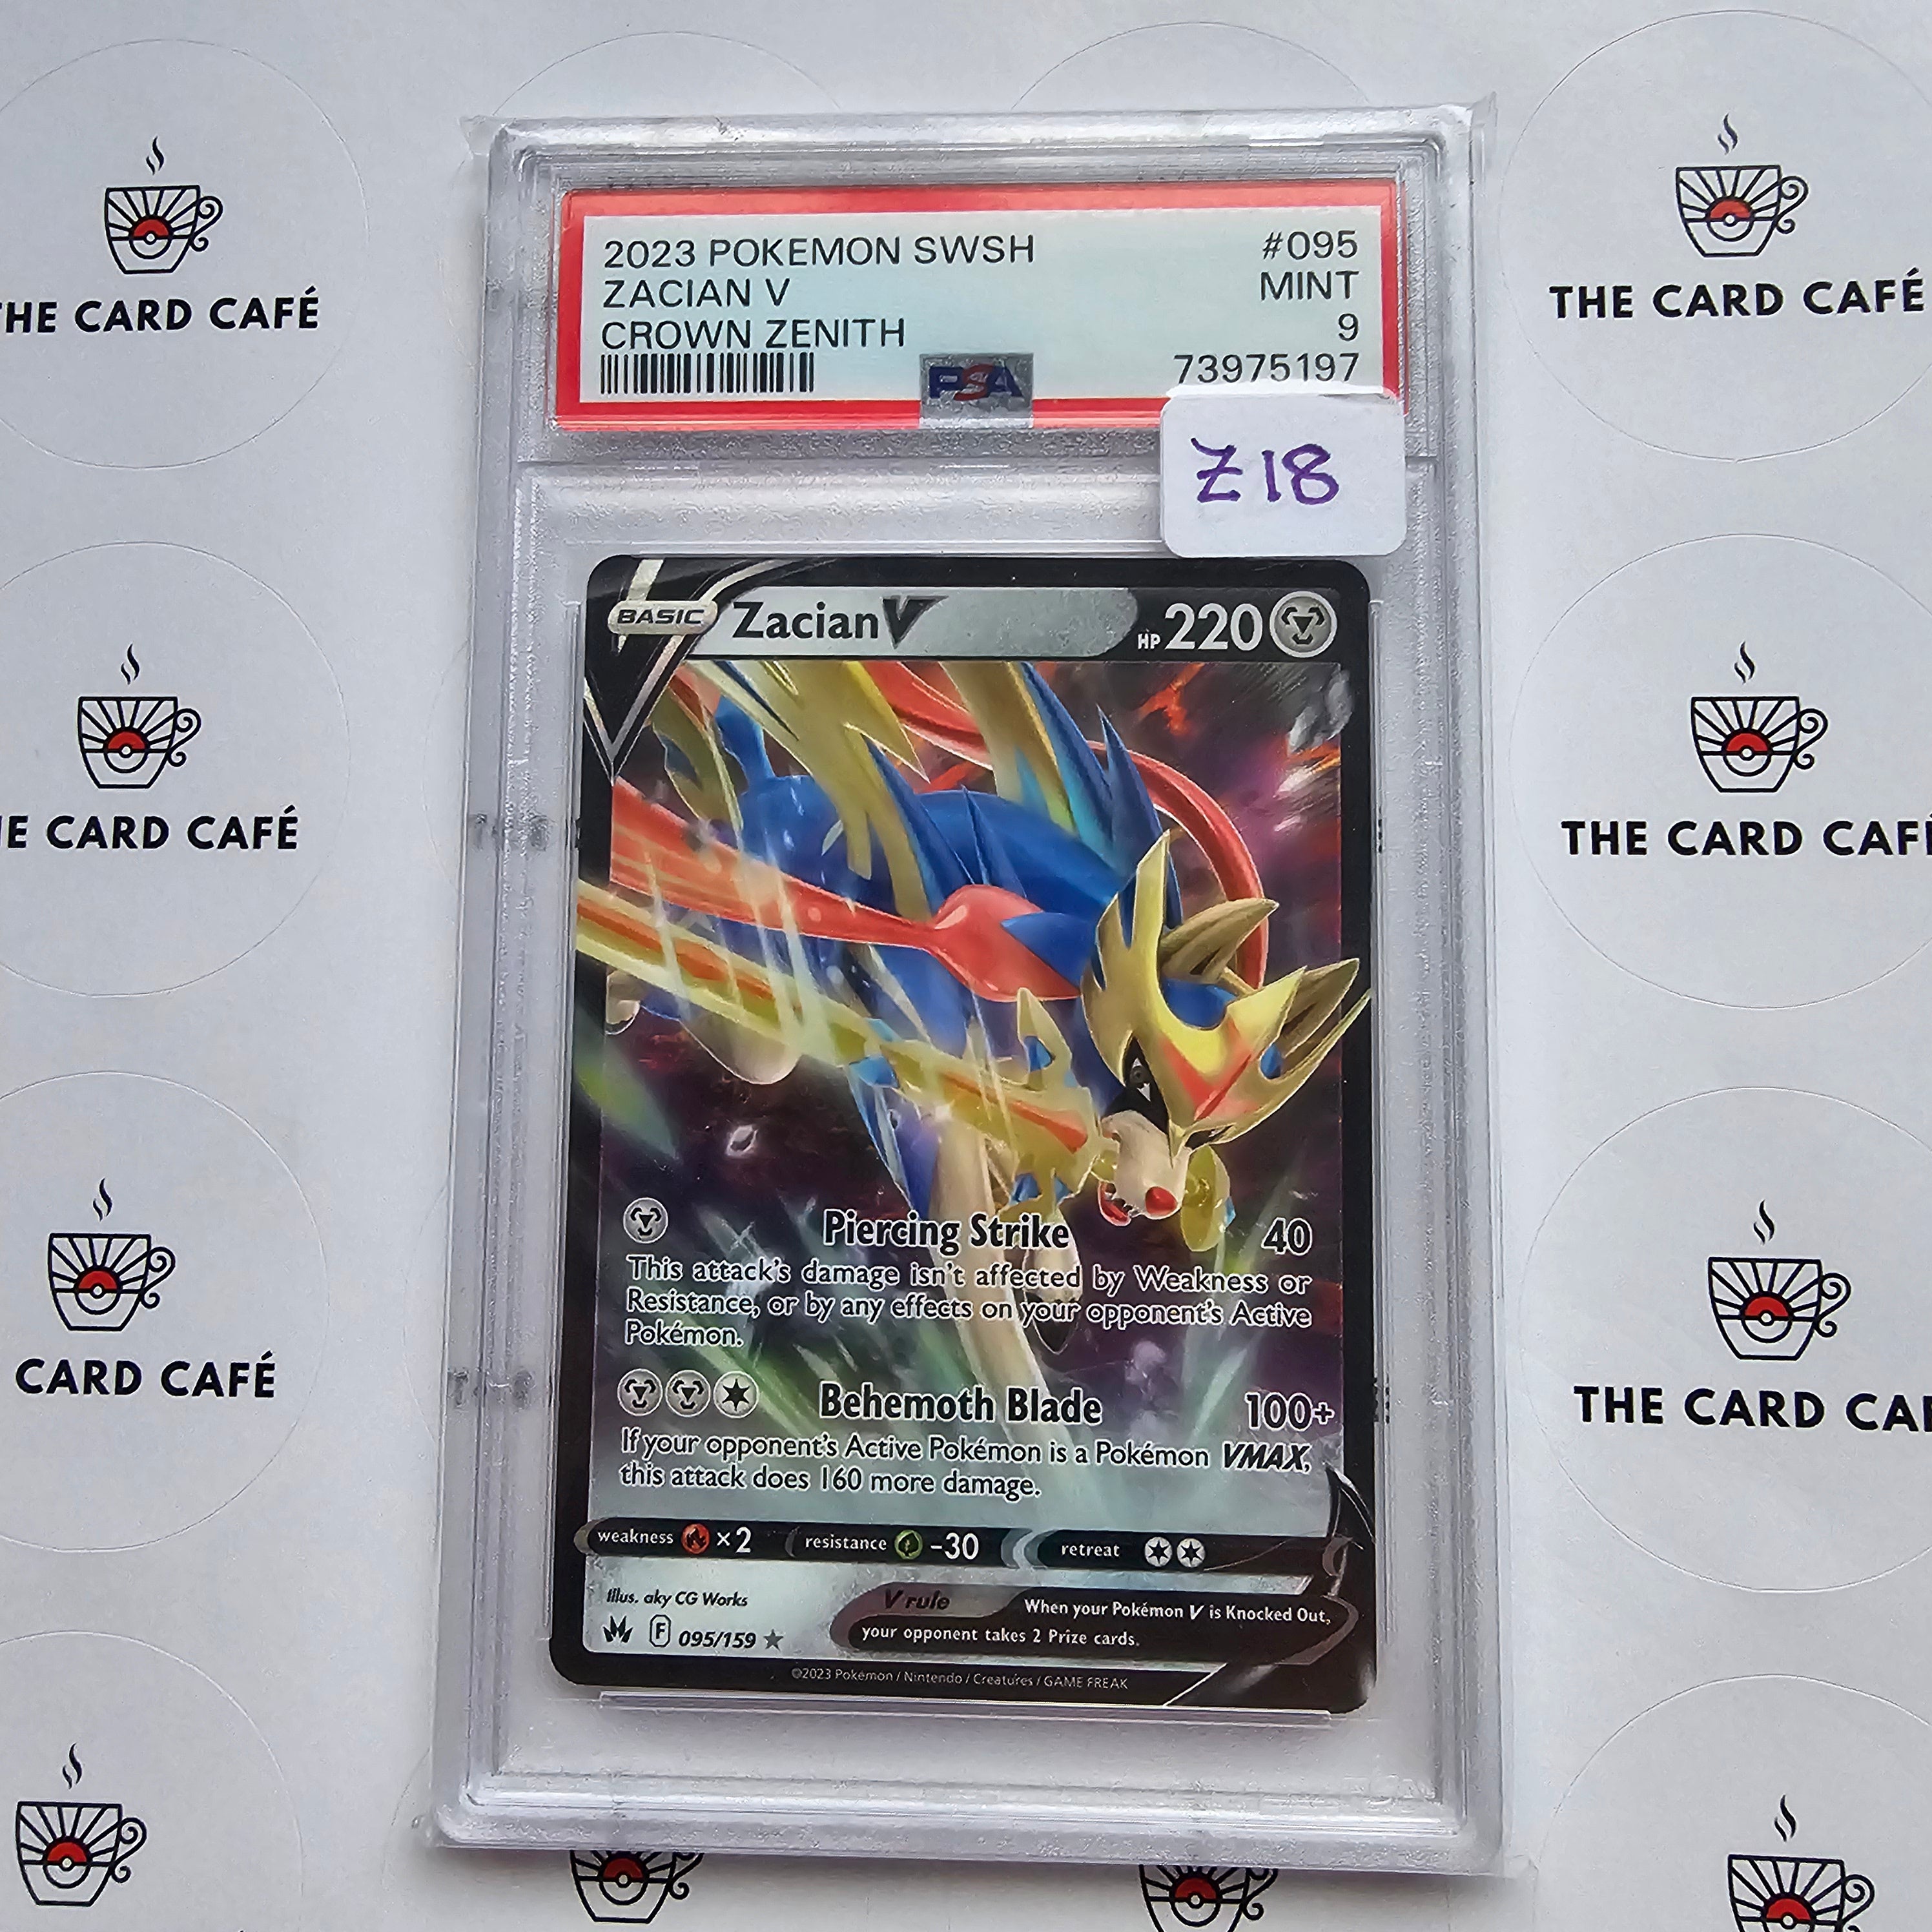 2023 POKEMON SWSH #095
ZACIAN V MINT
CROWN ZENITH 9
PSA 73975197
Z18
BASIC Zacian V HP 220
Piercing Strike 40
This attack's damage isn't affected by Weakness or
Resistance, or by any effects on your opponent's Active
Pokémon.
Behemoth Blade 100+
If your opponent's Active Pokémon is a Pokémon VMAX,
this attack does 160 more damage.
weakness ×2 resistance -30 retreat
Illus. aky CG Works
F 095/159
V rule When your Pokémon V is Knocked Out,
your opponent takes 2 Prize cards.
©2023 Pokémon / Nintendo / Creatures / GAME FREAK
THE CARD CAFÉ
THE CARD CAFÉ
E CARD CAFÉ
THE CARD CAF
CARD CAFÉ
THE CARD CA